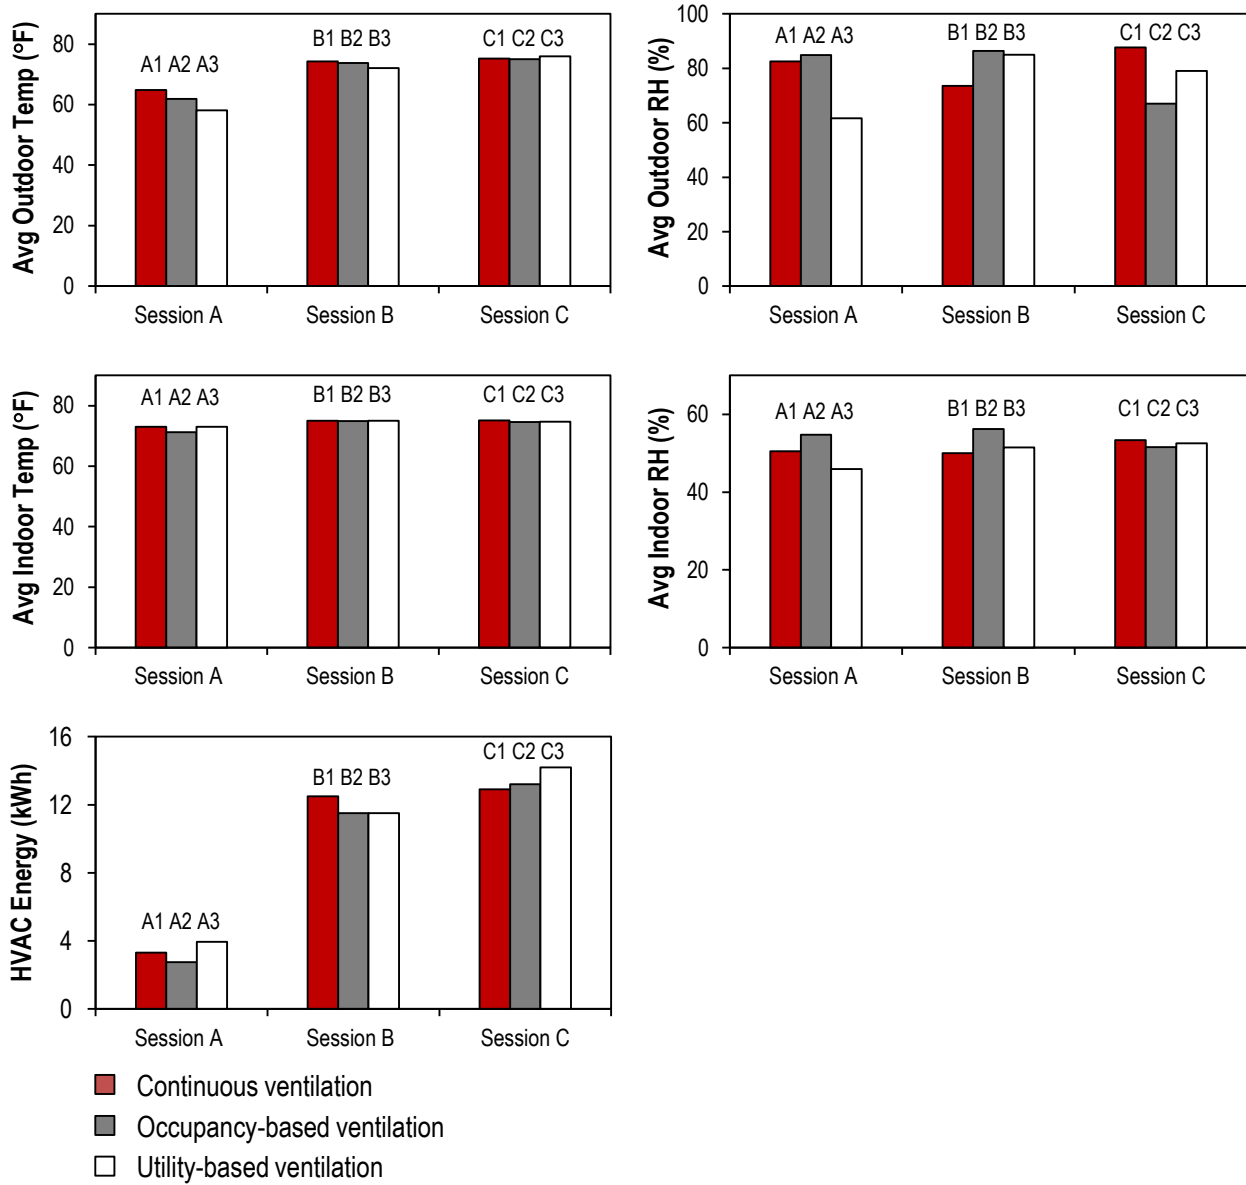 Avg Outdoor Temp (°F)
80
60
40
20
0
A1 A2 A3
B1 B2 B3
C1 C2 C3
Session A
Session B
Session C
Avg Outdoor RH (%)
100
80
60
40
20
0
A1 A2 A3
B1 B2 B3
C1 C2 C3
Session A
Session B
Session C
Avg Indoor Temp (°F)
80
60
40
20
0
A1 A2 A3
B1 B2 B3
C1 C2 C3
Session A
Session B
Session C
Avg Indoor RH (%)
60
40
20
0
A1 A2 A3
B1 B2 B3
C1 C2 C3
Session A
Session B
Session C
HVAC Energy (kWh)
16
12
8
4
0
A1 A2 A3
B1 B2 B3
C1 C2 C3
Session A
Session B
Session C
Continuous ventilation
Occupancy-based ventilation
Utility-based ventilation